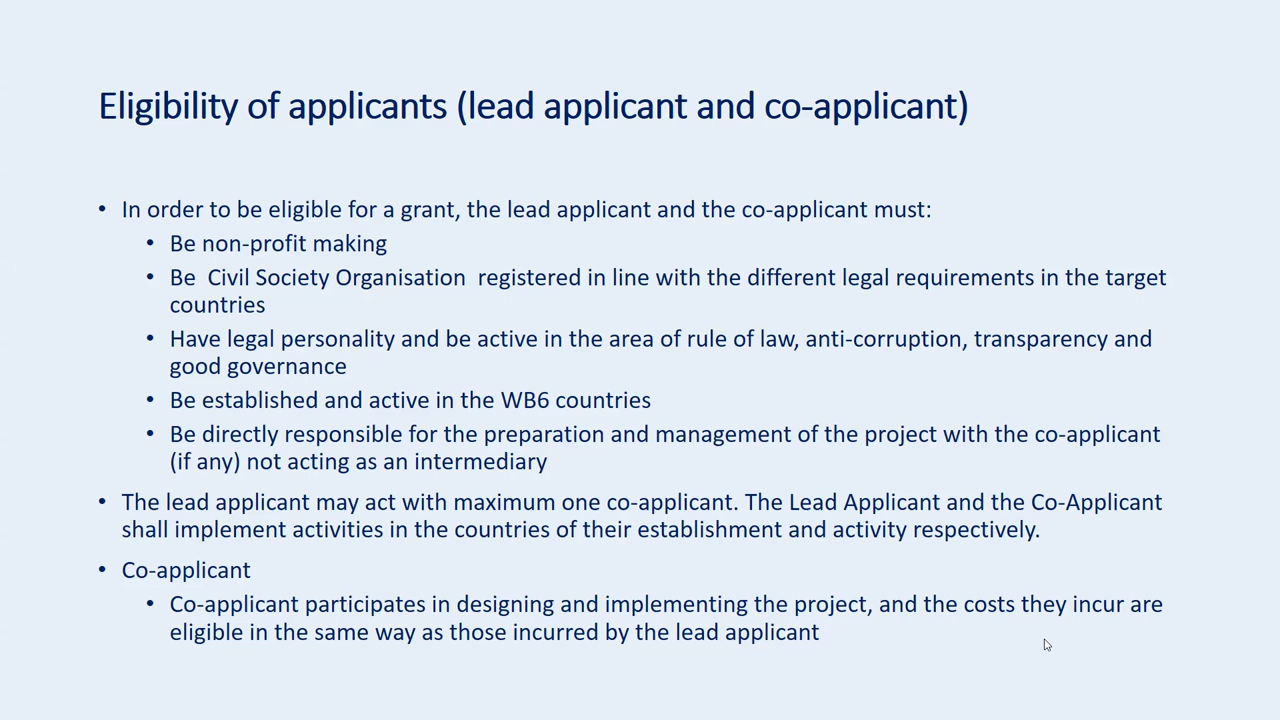 Eligibility of applicants (lead applicant and co-applicant)
• In order to be eligible for a grant, the lead applicant and the co-applicant must:
• Be non-profit making
• Be  Civil Society Organisation  registered in line with the different legal requirements in the target
countries
• Have legal personality and be active in the area of rule of law, anti-corruption, transparency and
good governance
• Be established and active in the WB6 countries
• Be directly responsible for the preparation and management of the project with the co-applicant
(if any) not acting as an intermediary
• The lead applicant may act with maximum one co-applicant. The Lead Applicant and the Co-Applicant
shall implement activities in the countries of their establishment and activity respectively.
• Co-applicant
• Co-applicant participates in designing and implementing the project, and the costs they incur are
eligible in the same way as those incurred by the lead applicant